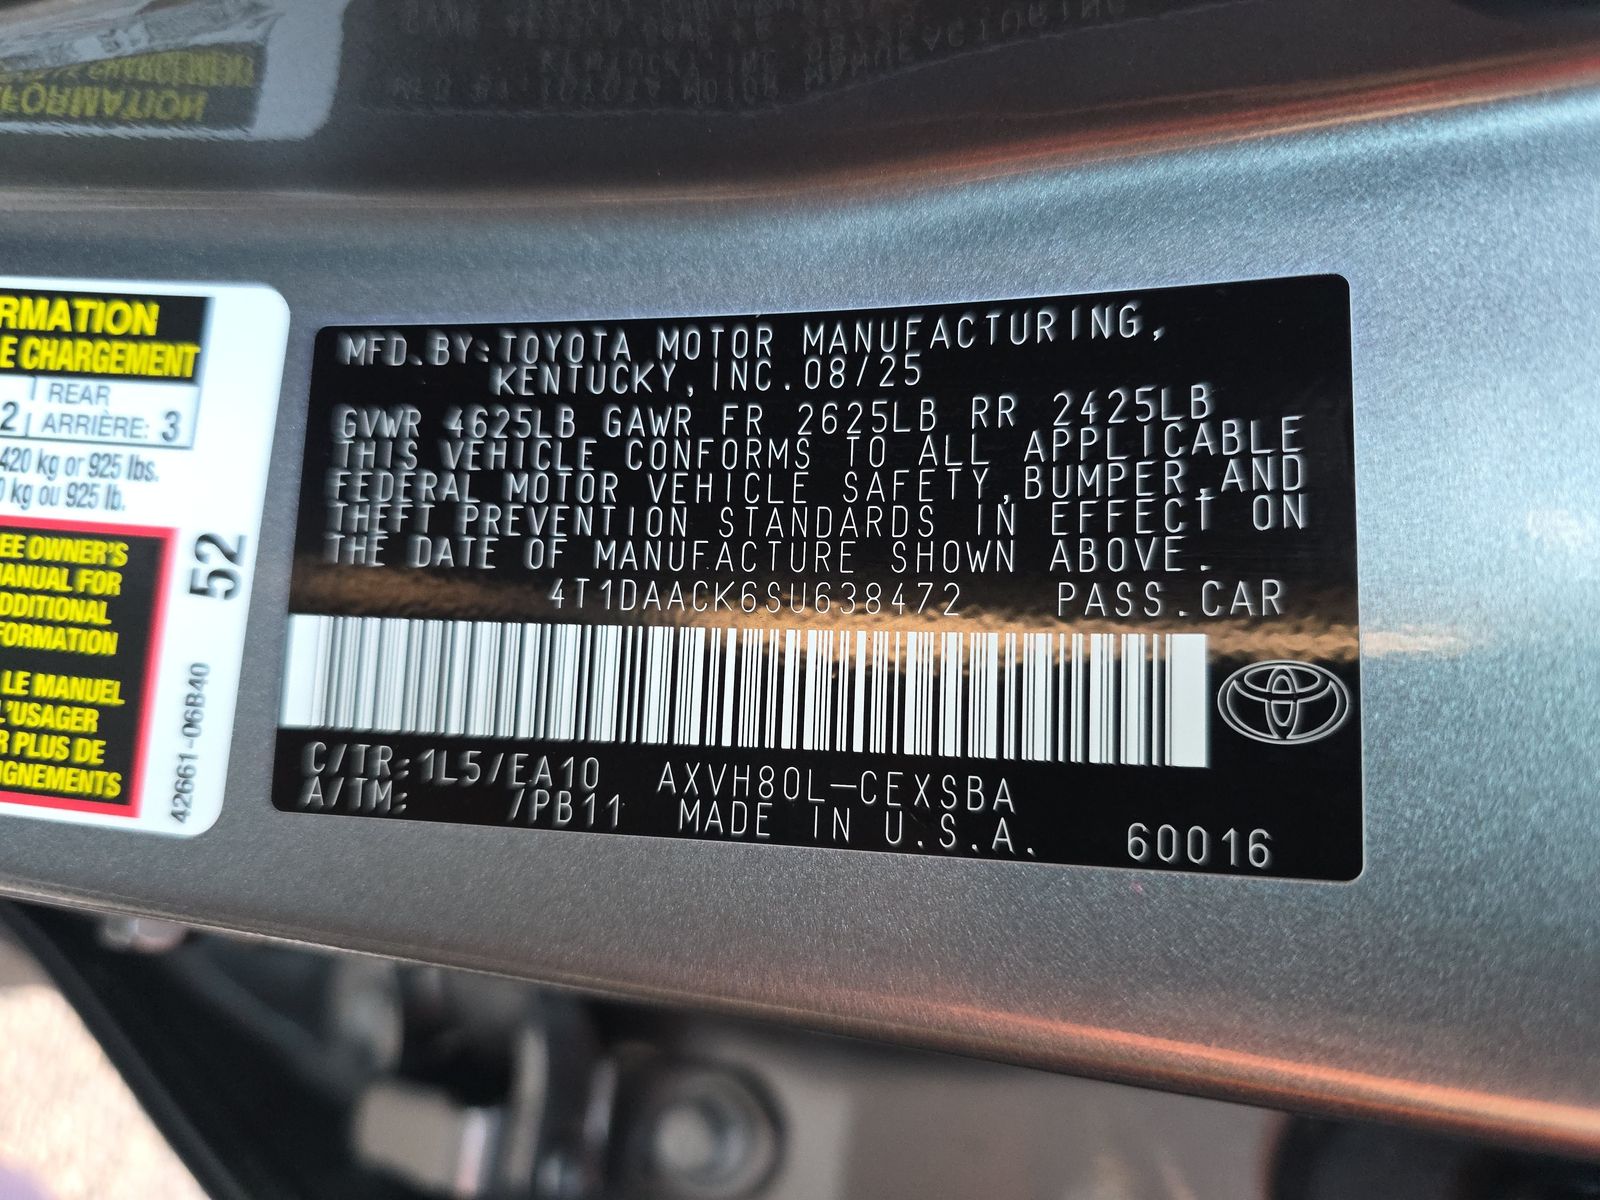 RMATION
E CHARGEMENT
REAR
2 ARRIÈRE: 3
420 kg or 925 lbs.
0 kg ou 925 lb.
EE OWNER'S
MANUAL FOR
DDITIONAL
FORMATION
LE MANUEL
L'USAGER
R PLUS DE
IGNEMENTS
52
42661-06B40
MFD.BY:TOYOTA MOTOR MANUFACTURING,
KENTUCKY,INC.08/25
GVWR 4625LB GAWR FR 2625LB RR 2425LB
THIS VEHICLE CONFORMS TO ALL APPLICABLE
FEDERAL MOTOR VEHICLE SAFETY,BUMPER,AND
THEFT PREVENTION STANDARDS IN EFFECT ON
THE DATE OF MANUFACTURE SHOWN ABOVE.
4T1DAACK6SU638472 PASS.CAR
C/TR:1L5/EA10 AXVH80L-CEXSBA
A/TM: /PB11 MADE IN U.S.A. 60016